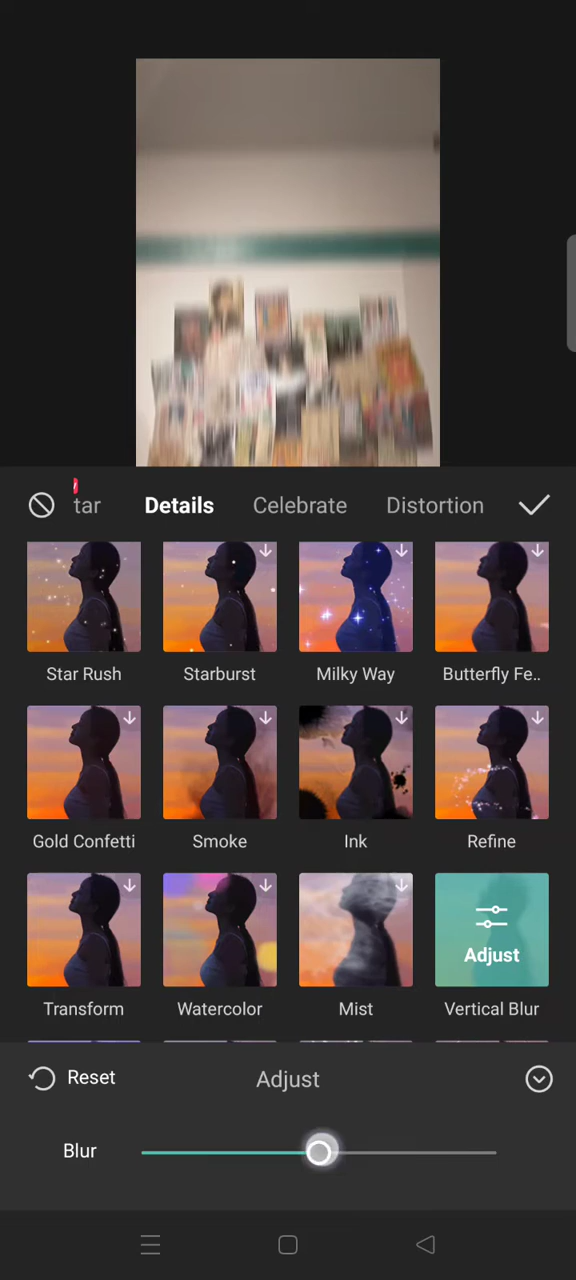 tar Details Celebrate Distortion
Star Rush Starburst Milky Way Butterfly Fe..
Gold Confetti Smoke Ink Refine
Adjust
Transform Watercolor Mist Vertical Blur
Reset Adjust
Blur